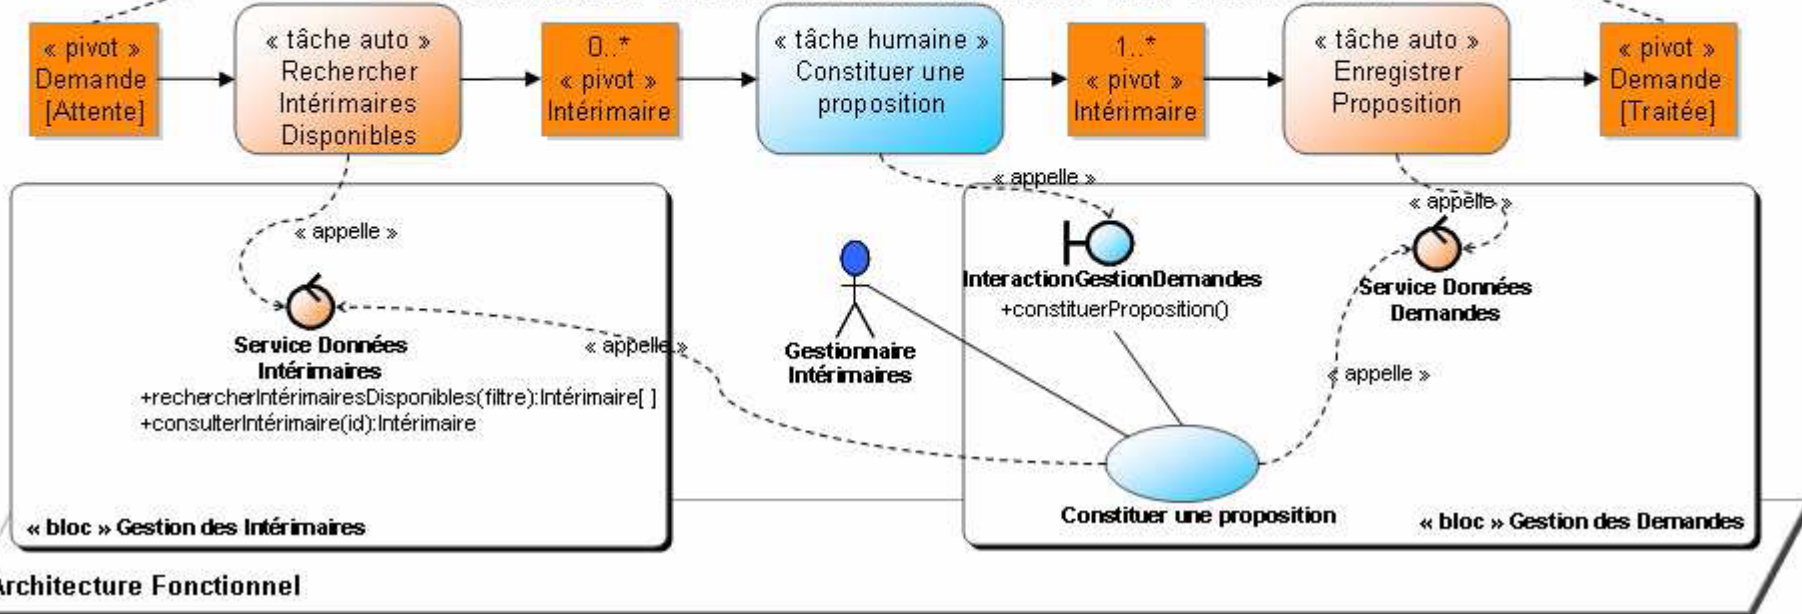 « pivot »
Demande
[Attente]
« tâche auto »
Rechercher
Intérimaires
Disponibles
0..*
« pivot »
Intérimaire
« tâche humaine »
Constituer une
proposition
1..*
« pivot »
Intérimaire
« tâche auto »
Enregistrer
Proposition
« pivot »
Demande
[Traitée]
« appelle »
« appelle »
« appelle »
Service Données
Intérimaires
+rechercherIntérimairesDisponibles(filtre):Intérimaire[ ]
+consulterIntérimaire(id):Intérimaire
« appelle »
Gestionnaire
Intérimaires
InteractionGestionDemandes
+constituerProposition()
Service Données
Demandes
« appelle »
Constituer une proposition
« bloc » Gestion des Intérimaires
« bloc » Gestion des Demandes
Architecture Fonctionnel